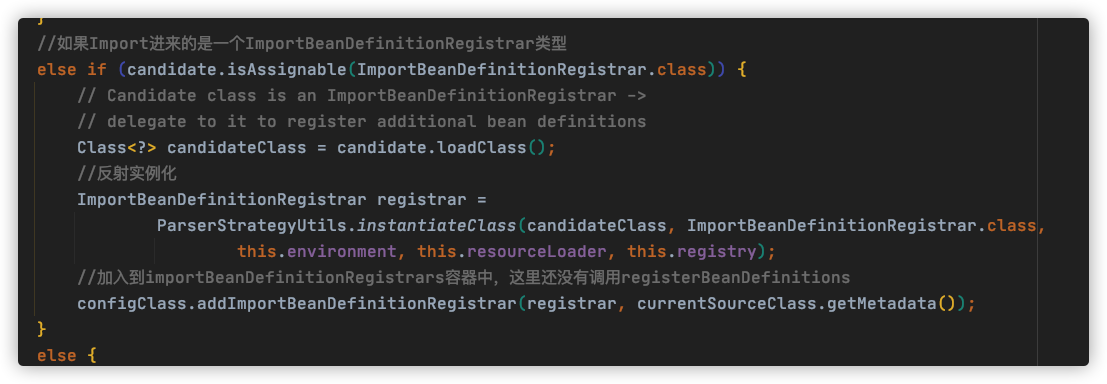 }
//如果Import进来的是一个ImportBeanDefinitionRegistrar类型
else if (candidate.isAssignable(ImportBeanDefinitionRegistrar.class)) {
// Candidate class is an ImportBeanDefinitionRegistrar ->
// delegate to it to register additional bean definitions
Class<?> candidateClass = candidate.loadClass();
//反射实例化
ImportBeanDefinitionRegistrar registrar =
ParserStrategyUtils.instantiateClass(candidateClass, ImportBeanDefinitionRegistrar.class,
this.environment, this.resourceLoader, this.registry);
//加入到importBeanDefinitionRegistrars容器中，这里还没有调用registerBeanDefinitions
configClass.addImportBeanDefinitionRegistrar(registrar, currentSourceClass.getMetadata());
}
else {